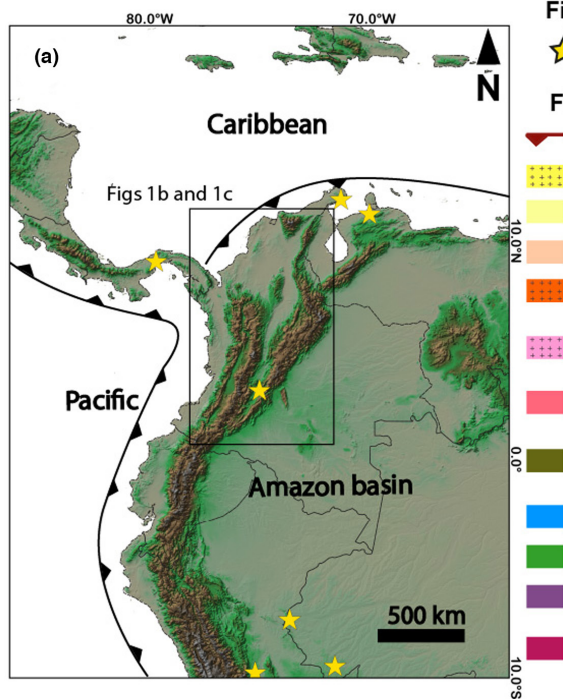 80.0°W 70.0°W
Fi
(a)
N
F
Caribbean
Figs 1b and 1c
10.0°N
Pacific
0.0°
Amazon basin
500 km
10.0°S